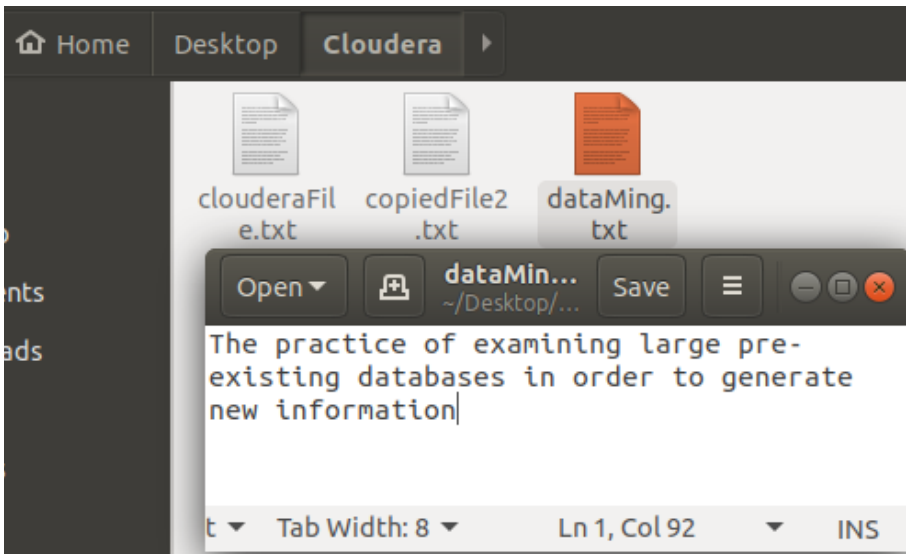 Home Desktop Cloudera
clouderaFil copiedFile2 dataMing.
e.txt .txt txt
nts
ads
Open dataMin... Save
~/Desktop/...
The practice of examining large pre-
existing databases in order to generate
new information
t Tab Width: 8 Ln 1, Col 92 INS